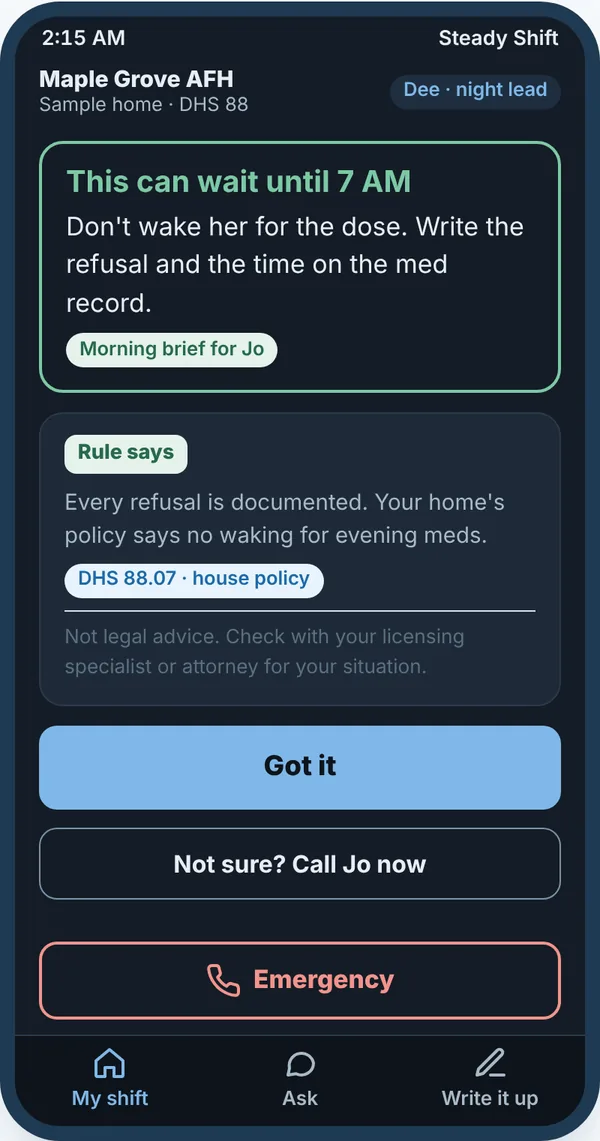 2:15 AM
Steady Shift
Maple Grove AFH
Sample home · DHS 88
Dee · night lead
This can wait until 7 AM
Don't wake her for the dose. Write the
refusal and the time on the med
record.
Morning brief for Jo
Rule says
Every refusal is documented. Your home's
policy says no waking for evening meds.
DHS 88.07 · house policy
Not legal advice. Check with your licensing
specialist or attorney for your situation.
Got it
Not sure? Call Jo now
Emergency
My shift
Ask
Write it up